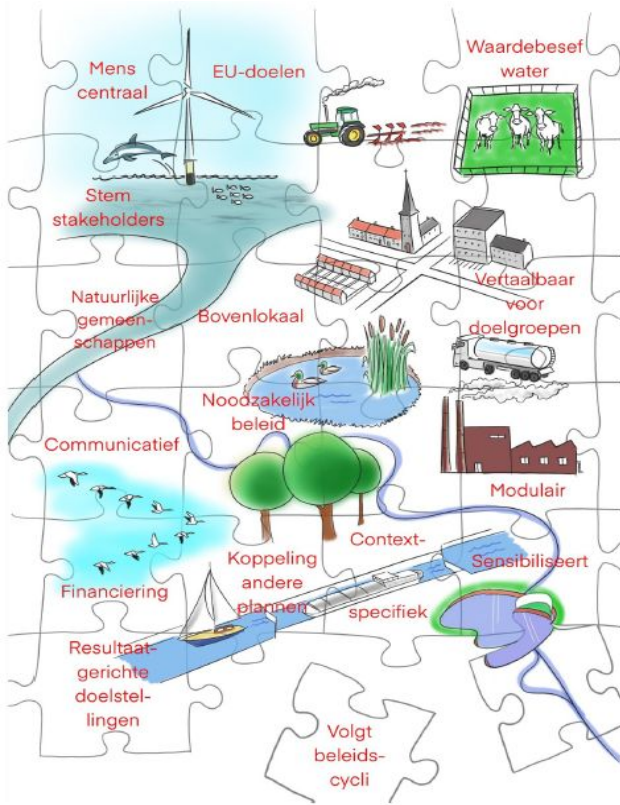 Mens
centraal
EU-doelen
Waardebesef
water
Stem
stakeholders
Natuurlijke
gemeen-
schappen
Bovenlokaal
Vertaalbaar
voor
doelgroepen
Noodzakelijk
beleid
Communicatief
Modulair
Context-
specifiek
Koppeling
andere
plannen
Sensibiliseert
Financiering
Resultaat-
gerichte
doelstel-
lingen
Volgt
beleids-
cycli